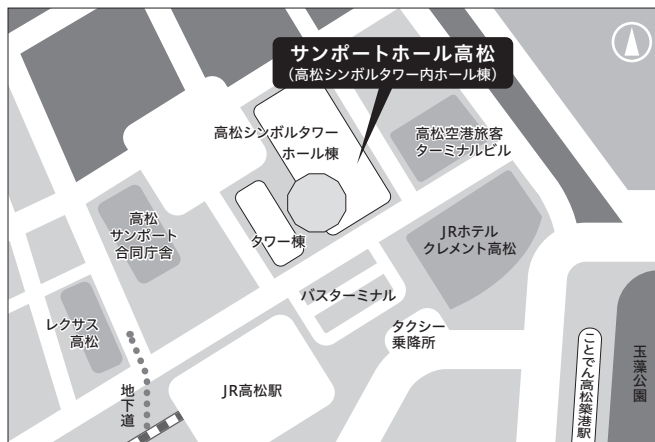 サンポートホール高松
（高松シンボルタワー内ホール棟）
高松シンボルタワー
ホール棟
高松空港旅客
ターミナルビル
高松
サンポート
合同庁舎
タワー棟
JRホテル
クレメント高松
バスターミナル
レクサス
高松
タクシー
乗降所
地下道
JR高松駅
ことでん高松築港駅
玉藻公園